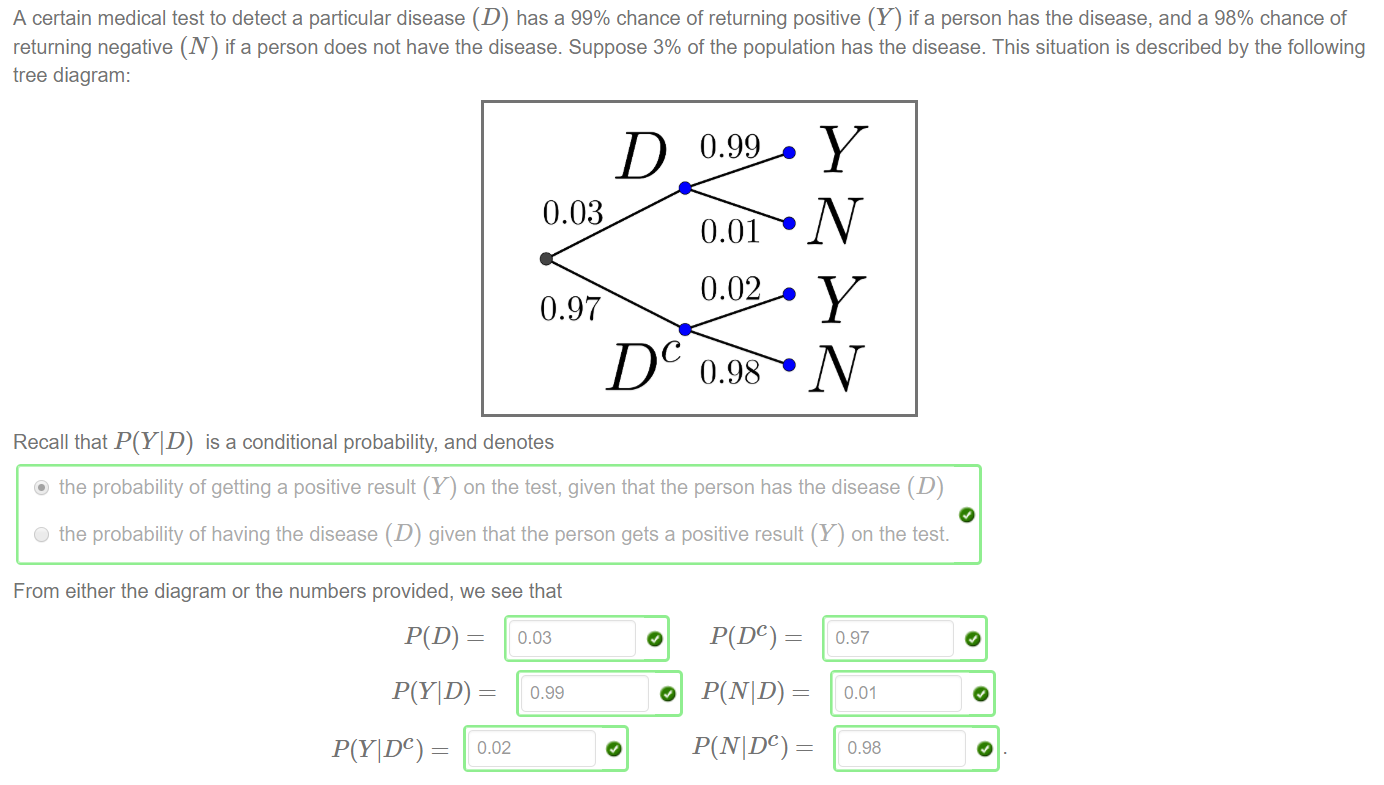 A certain medical test to detect a particular disease (D) has a 99% chance of returning positive (Y) if a person has the disease, and a 98% chance of
returning negative (N) if a person does not have the disease. Suppose 3% of the population has the disease. This situation is described by the following
tree diagram:
D 0.99 Y
0.03 0.01 N
0.97 0.02 Y
Dᶜ 0.98 N
Recall that P(Y|D) is a conditional probability, and denotes
the probability of getting a positive result (Y) on the test, given that the person has the disease (D)
the probability of having the disease (D) given that the person gets a positive result (Y) on the test.
From either the diagram or the numbers provided, we see that
P(D) = 0.03 P(Dᶜ) = 0.97
P(Y|D) = 0.99 P(N|D) = 0.01
P(Y|Dᶜ) = 0.02 P(N|Dᶜ) = 0.98 .